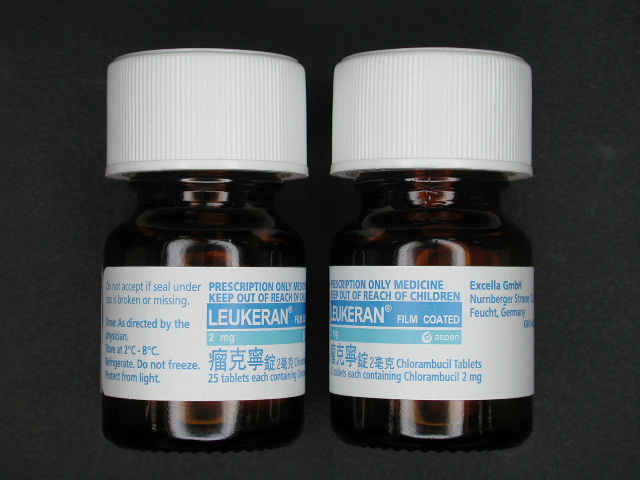 Do not accept if seal under
cap is broken or missing.
Dose: As directed by the
physician.
Store at 2°C - 8°C.
Refrigerate. Do not freeze.
Protect from light.
PRESCRIPTION ONLY MEDICINE
KEEP OUT OF REACH OF
LEUKERAN® FILM
2 mg
瘤克寧錠2毫克
25 tablets each containing
PRESCRIPTION ONLY MEDICINE
KEEP OUT OF REACH OF CHILDREN
LEUKERAN® FILM COATED
mg aspen
瘤克寧錠2毫克 Chlorambucil Tablets
tablets each containing Chlorambucil 2 mg
Excella GmbH
Nurnberger Strasse
Feucht, Germany